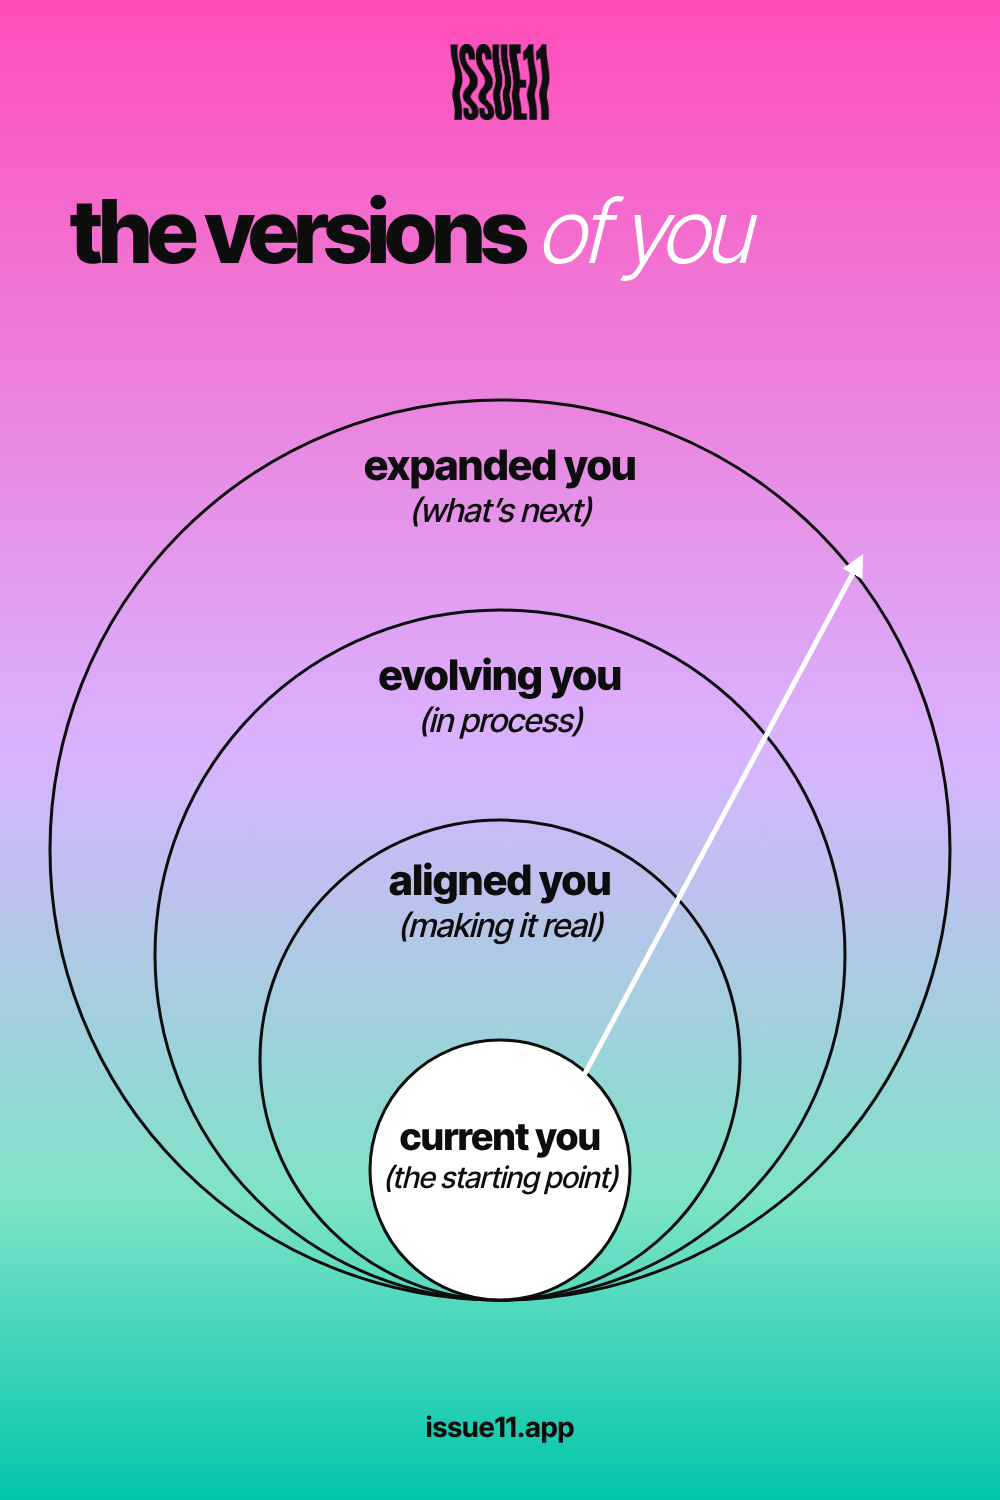 ISSUE11
the versions of you
expanded you
(what's next)
evolving you
(in process)
aligned you
(making it real)
current you
(the starting point)
issue11.app